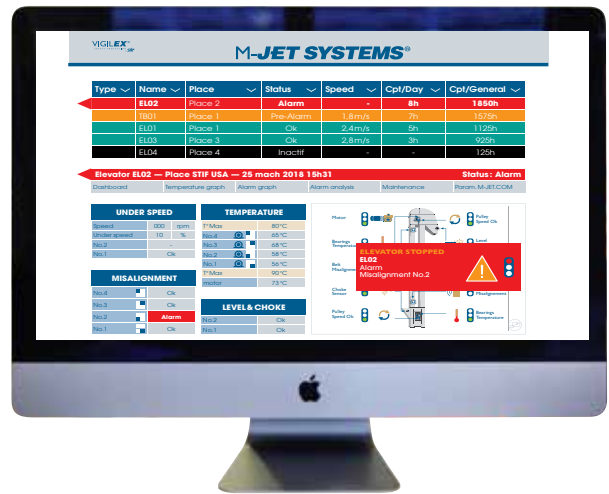 VIGILEX
M-JET SYSTEMS®
Type Name Place Status Speed Cpt/Day Cpt/General
EL02 Place 2 Alarm - 8h 1850h
TB01 Place 1 Pre-Alarm 1,8m/s 7h 1575h
EL01 Place 1 Ok 2,4m/s 5h 1125h
EL03 Place 3 Ok 2,8m/s 3h 925h
EL04 Place 4 Inactif - - 125h
Elevator EL02 — Place STIF USA — 25 mach 2018 15h31 Status : Alarm
Dashboard Temperature graph Alarm graph Alarm analysis Maintenance Param. M-JET.COM
UNDER SPEED
Speed 000 rpm
Under speed 10 %
No.2 -
No.1 Ok
MISALIGNMENT
No.4 Ok
No.3 Ok
No.2 Alarm
No.1 Ok
TEMPERATURE
T° Max 80°C
No.4 65°C
No.3 68°C
No.2 58°C
No.1 56°C
T° Max 90°C
motor 73°C
LEVEL & CHOKE
No.2 Ok
No.1 Ok
Motor
Bearings
Belt
Choke
Sensor
Pulley
Speed Ok
Pulley
Speed Ok
Level
Misalignment
Bearings
Temperature
ELEVATOR STOPPED
EL02
Alarm
Misalignment No.2